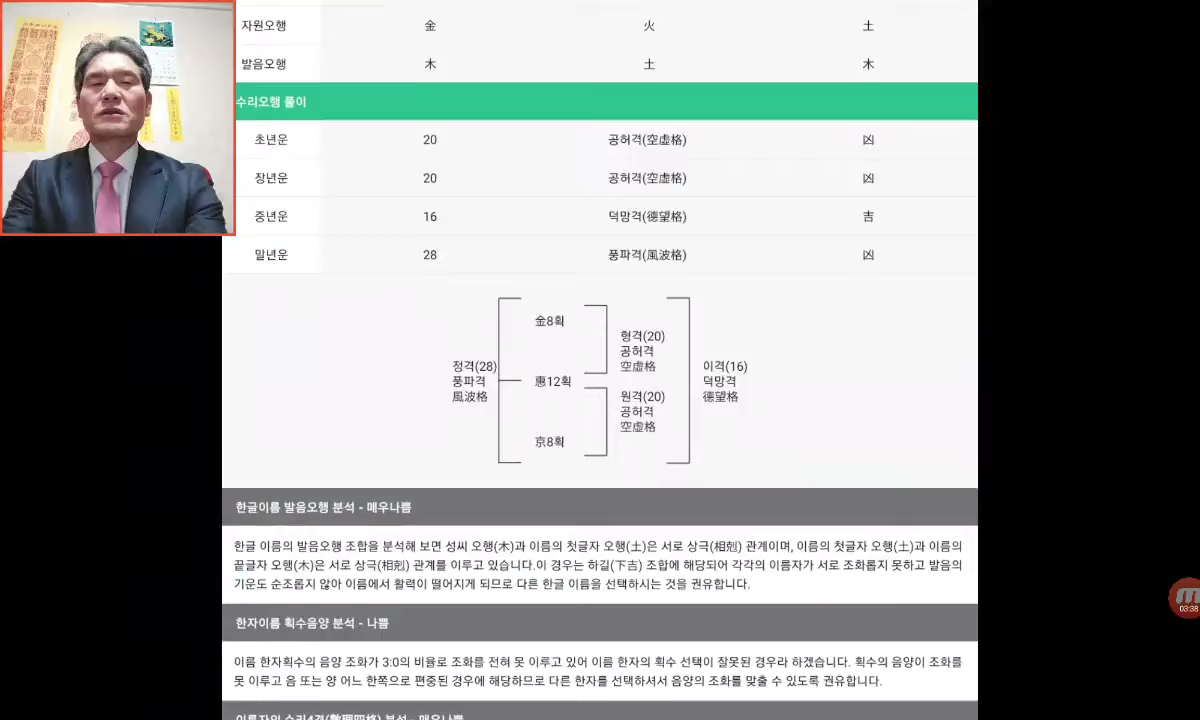 자원오행 金 火 土
발음오행 木 土 木
수리오행 풀이
초년운 20 공허격(空虛格) 凶
장년운 20 공허격(空虛格) 凶
중년운 16 덕망격(德望格) 吉
말년운 28 풍파격(風波格) 凶
金8획
형격(20)
공허격
空虛格
정격(28)
풍파격
風波格
惠12획
이격(16)
덕망격
德望格
원격(20)
공허격
空虛格
京8획
한글이름 발음오행 분석 - 매우나쁨
한글 이름의 발음오행 조합을 분석해 보면 성씨 오행(木)과 이름의 첫글자 오행(土)은 서로 상극(相剋) 관계이며, 이름의 첫글자 오행(土)과 이름의
끝글자 오행(木)은 서로 상극(相剋) 관계를 이루고 있습니다.이 경우는 하길(下吉) 조합에 해당되어 각각의 이름자가 서로 조화롭지 못하고 발음의
기운도 순조롭지 않아 이름에서 활력이 떨어지게 되므로 다른 한글 이름을 선택하시는 것을 권유합니다.
한자이름 획수음양 분석 - 나쁨
이름 한자획수의 음양 조화가 3:0의 비율로 조화를 전혀 못 이루고 있어 이름 한자의 획수 선택이 잘못된 경우라 하겠습니다. 획수의 음양이 조화를
못 이루고 음 또는 양 어느 한쪽으로 편중된 경우에 해당하므로 다른 한자를 선택하셔서 음양의 조화를 맞출 수 있도록 권유합니다.
이름자의 수리4격(數理四格) 분석 - 매우나쁨
03:38